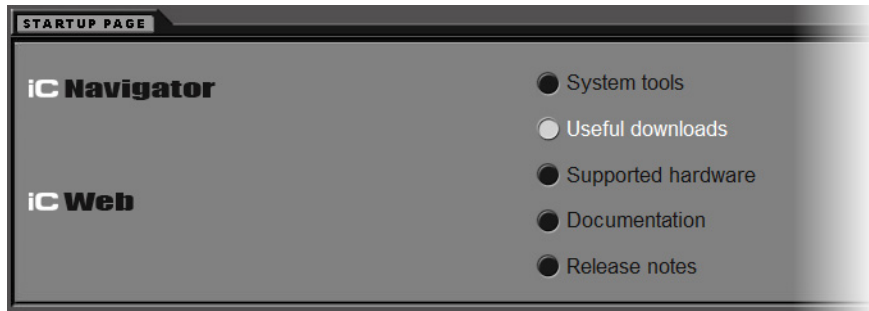 STARTUP PAGE
iC Navigator
System tools
Useful downloads
Supported hardware
iC Web
Documentation
Release notes